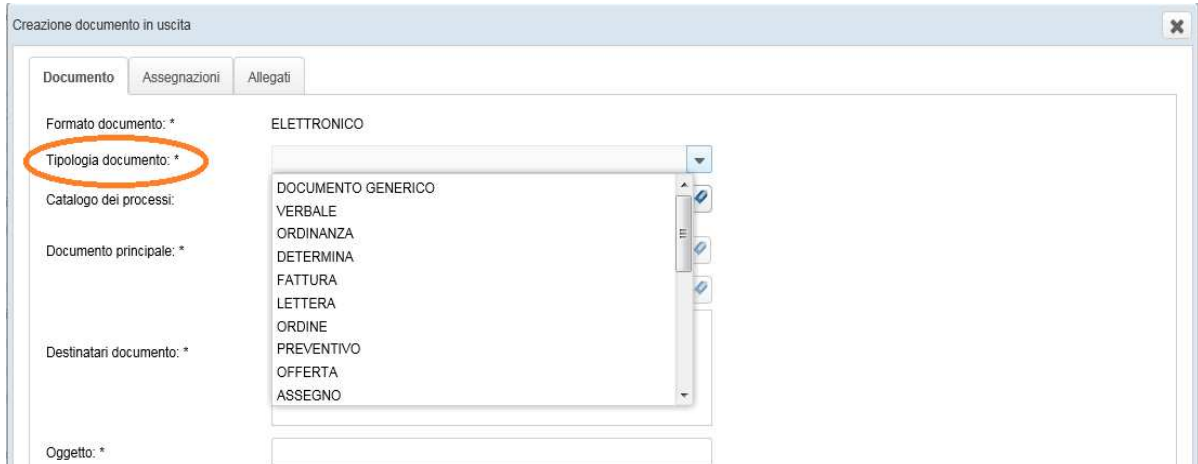 Creazione documento in uscita
Documento Assegnazioni Allegati
Formato documento: * ELETTRONICO
Tipologia documento: *
DOCUMENTO GENERICO
Catalogo dei processi:
VERBALE
ORDINANZA
Documento principale: *
DETERMINA
FATTURA
LETTERA
ORDINE
Destinatari documento: *
PREVENTIVO
OFFERTA
ASSEGNO
Oggetto: *